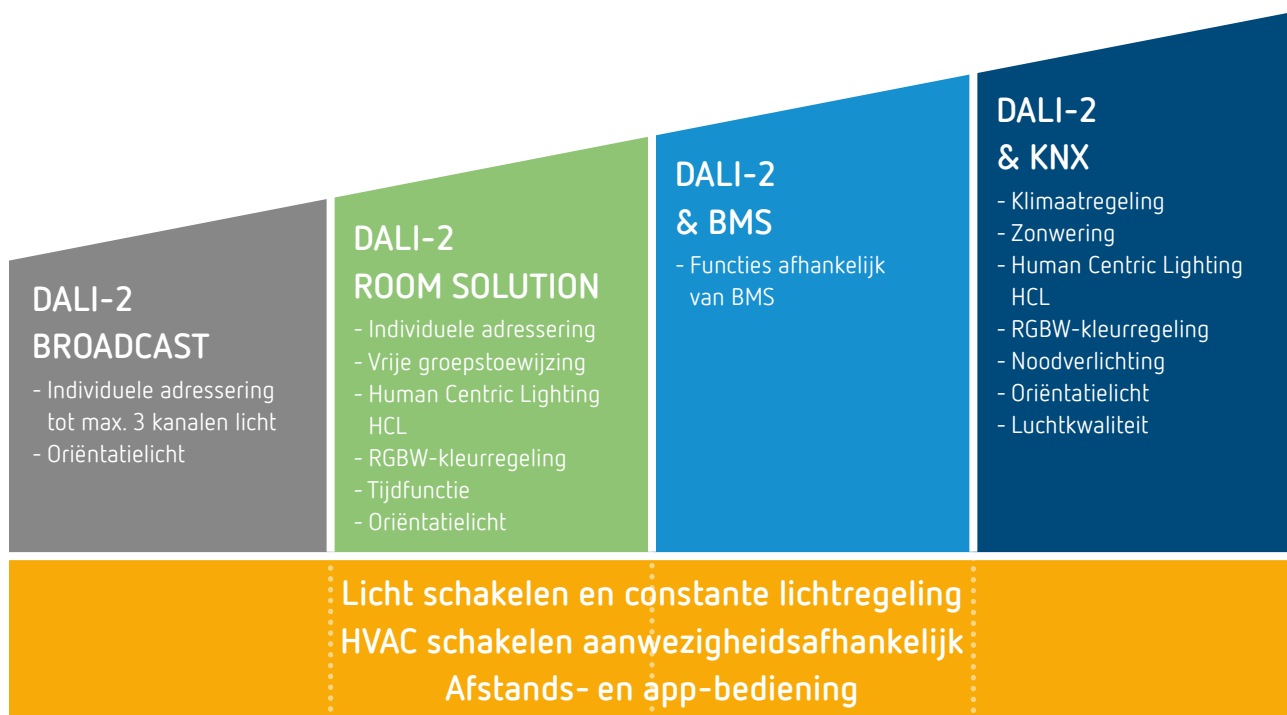 DALI-2
BROADCAST
- Individuele adressering
tot max. 3 kanalen licht
- Oriëntatielicht
DALI-2
ROOM SOLUTION
- Individuele adressering
- Vrije groepstoewijzing
- Human Centric Lighting
HCL
- RGBW-kleurregeling
- Tijdfunctie
- Oriëntatielicht
DALI-2
& BMS
- Functies afhankelijk
van BMS
DALI-2
& KNX
- Klimaatregeling
- Zonwering
- Human Centric Lighting
HCL
- RGBW-kleurregeling
- Noodverlichting
- Oriëntatielicht
- Luchtkwaliteit
Licht schakelen en constante lichtregeling
HVAC schakelen aanwezigheidsafhankelijk
Afstands- en app-bediening